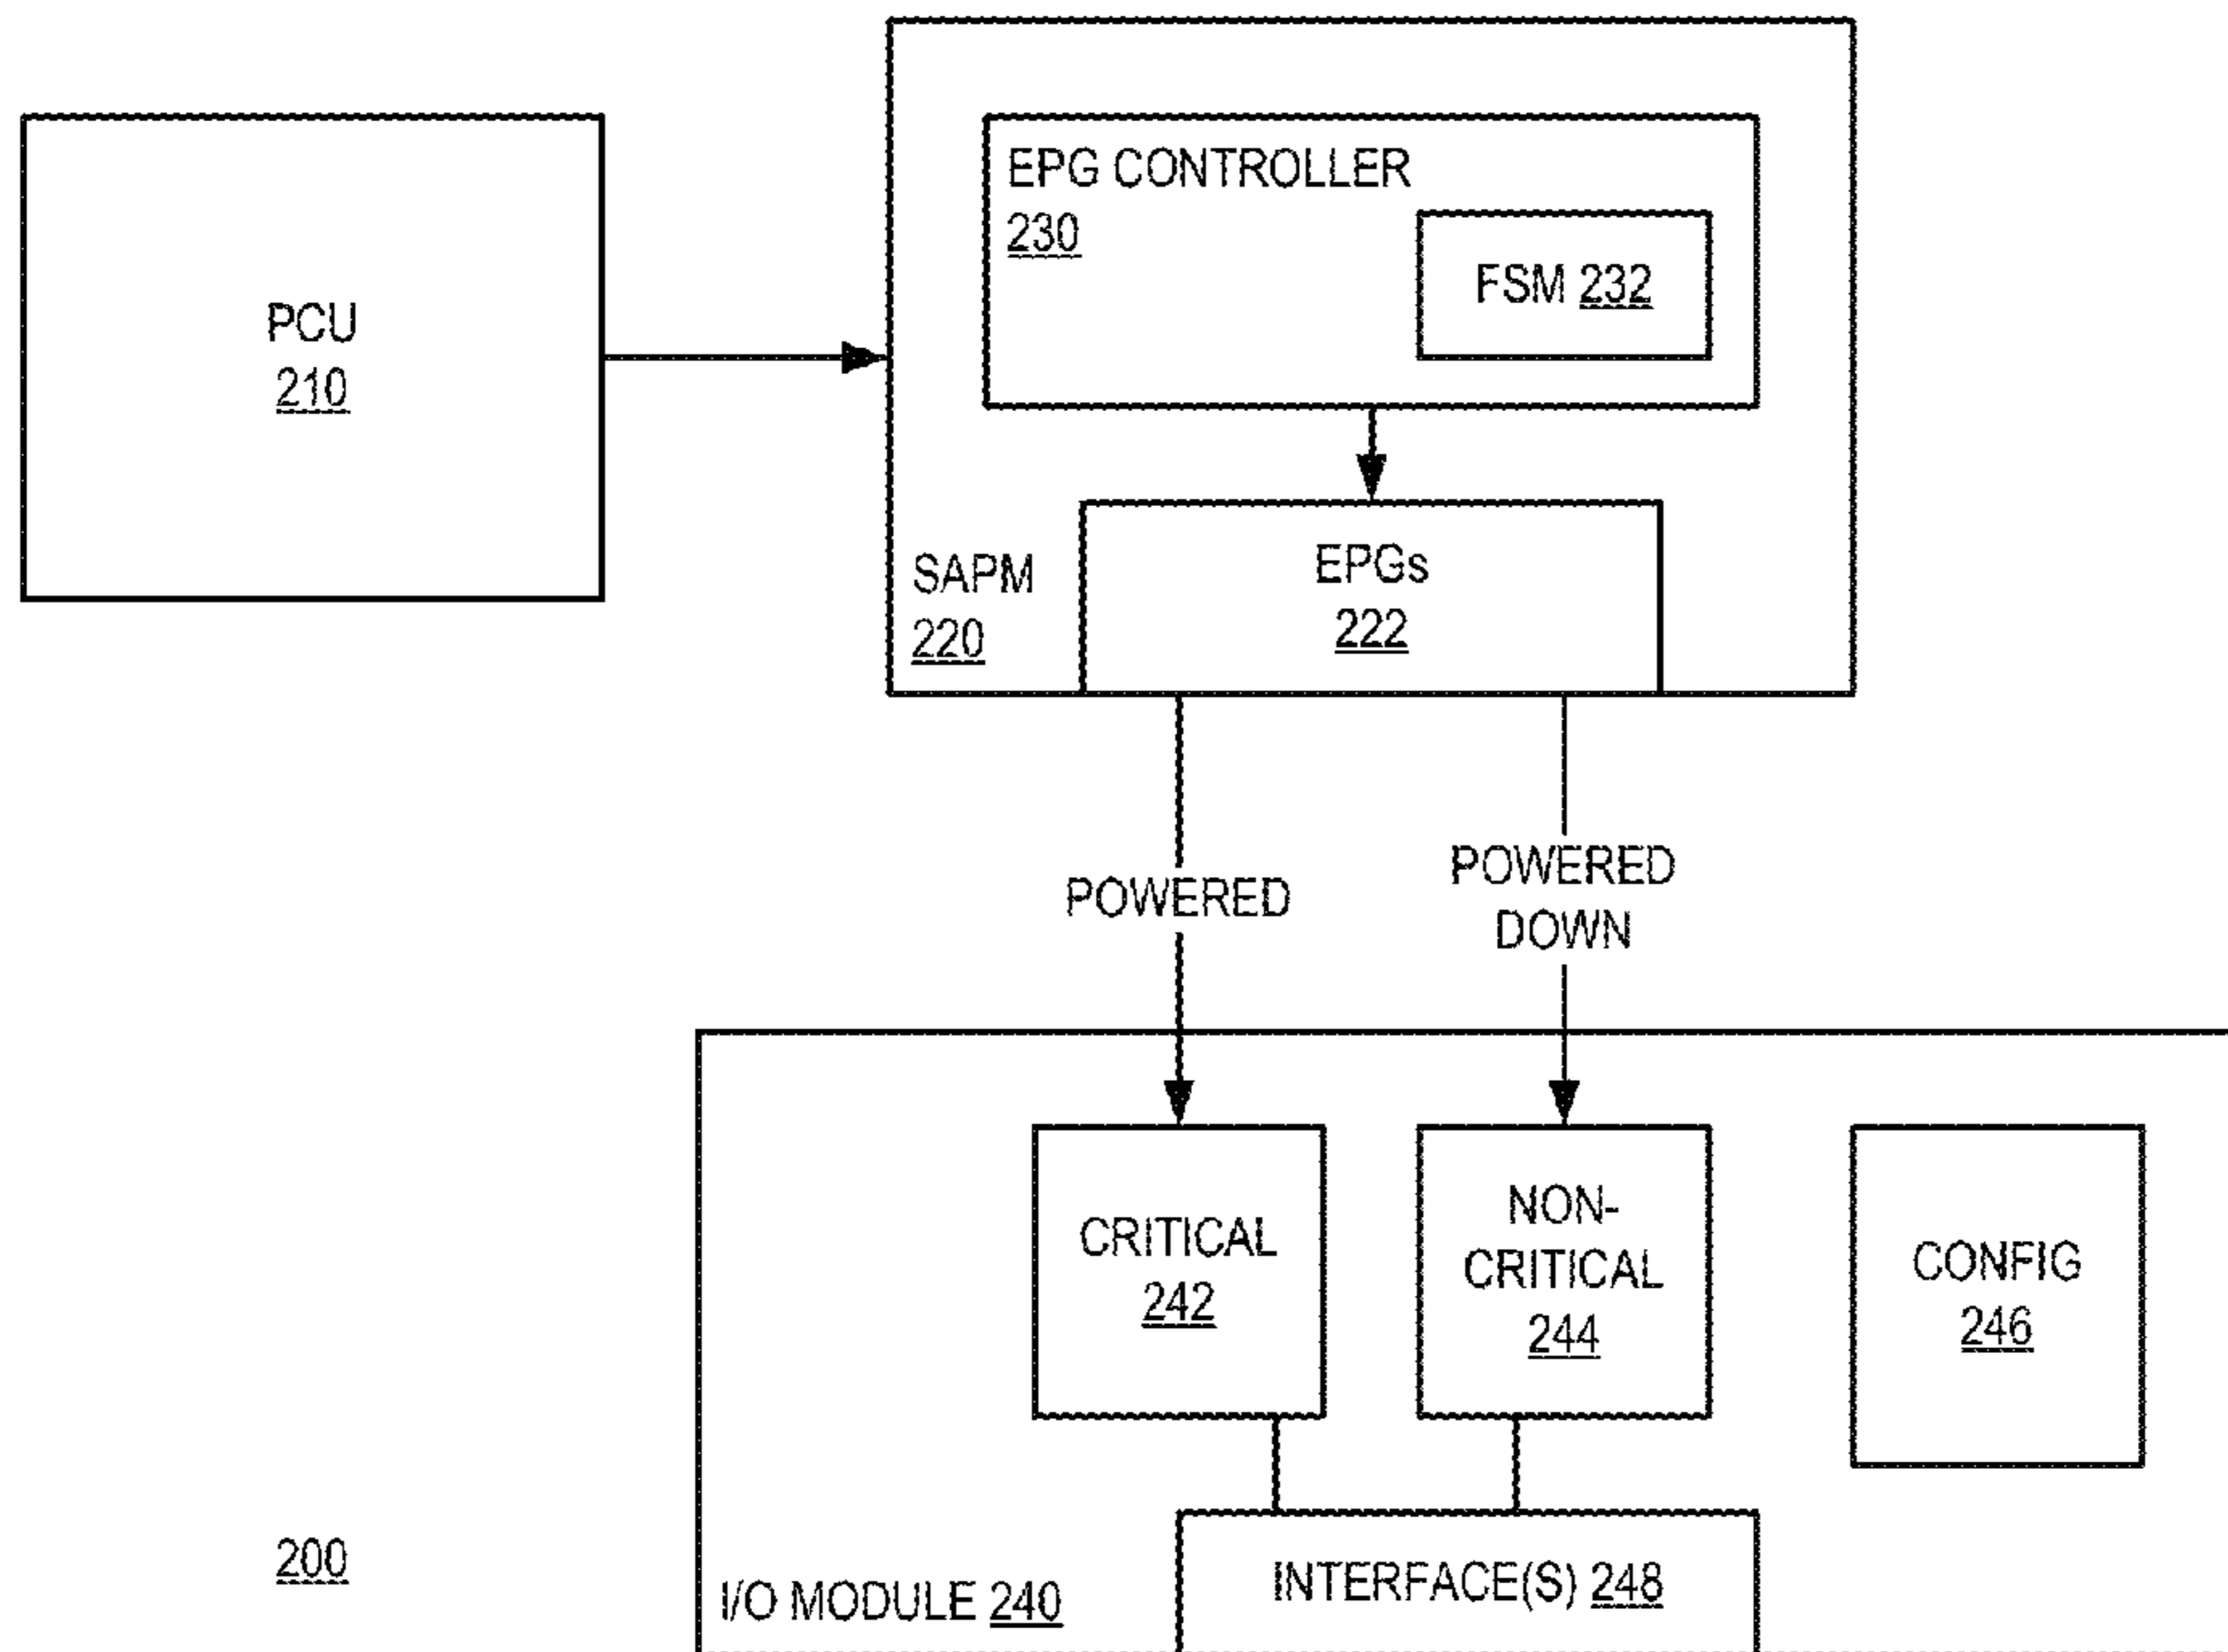 PCU
210
EPG CONTROLLER
230
FSM 232
SAPM
220
EPGs
222
POWERED
POWERED
DOWN
CRITICAL
242
NON-
CRITICAL
244
CONFIG
246
200
I/O MODULE 240
INTERFACE(S) 248